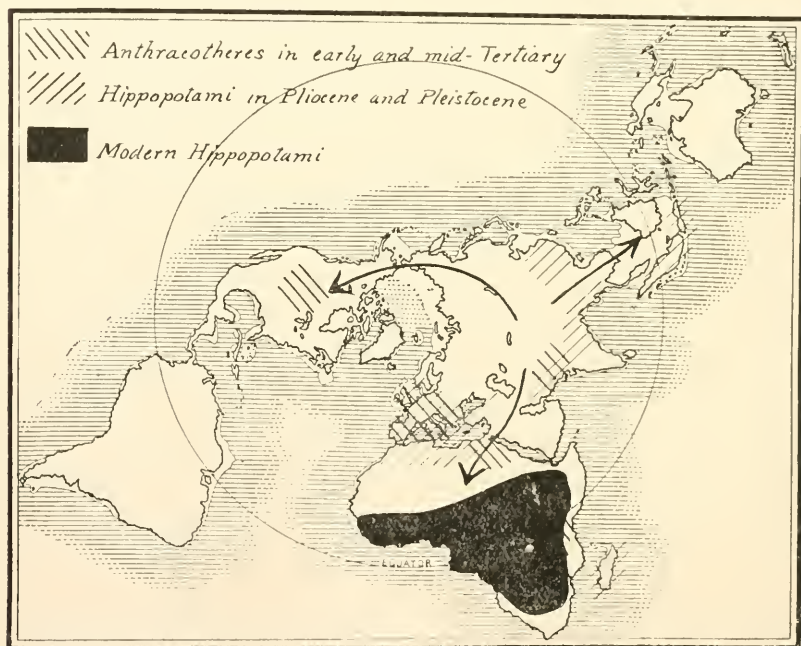 Anthracotheres in early and mid-Tertiary
Hippopotami in Pliocene and Pleistocene
Modern Hippopotami
EQUATOR